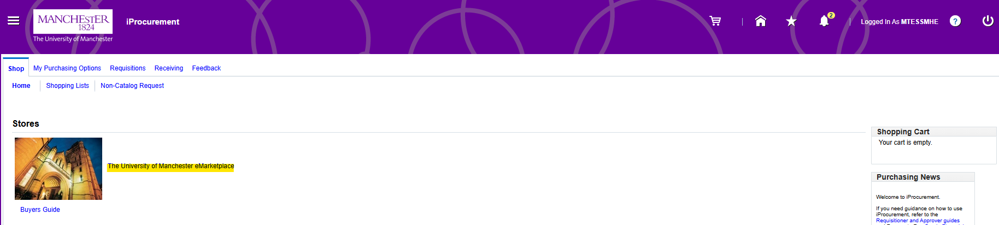 MANCHESTER
1824
The University of Manchester
iProcurement
2
Logged In As MTESSMHE
?
Shop My Purchasing Options Requisitions Receiving Feedback
Home Shopping Lists Non-Catalog Request
Stores
The University of Manchester eMarketplace
Buyers Guide
Shopping Cart
Your cart is empty.
Purchasing News
Welcome to iProcurement.
If you need guidance on how to use
iProcurement, refer to the
Requisitioner and Approver guides